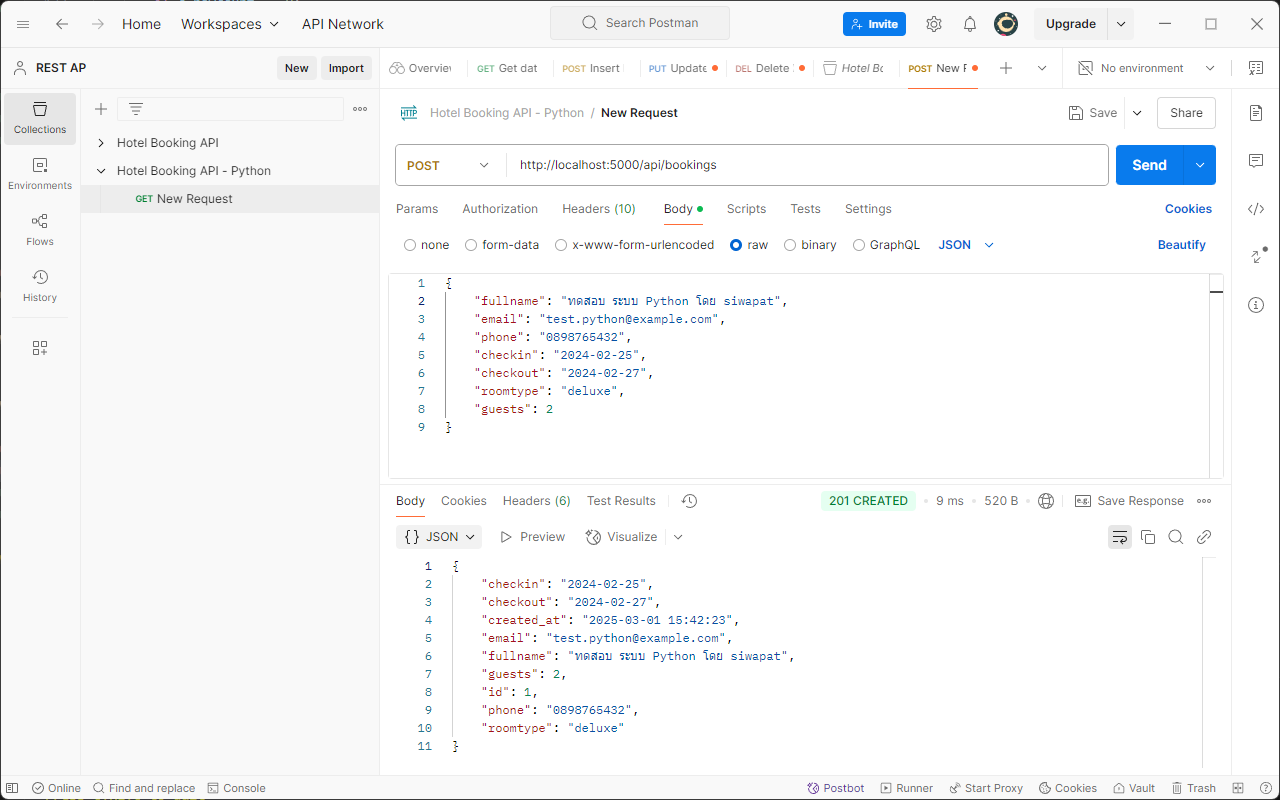 Home Workspaces API Network Search Postman Invite Upgrade
REST AP New Import Overview GET Get dat POST Insert PUT Update DEL Delete Hotel Bo POST New R No environment
Collections
Environments
Flows
History
Hotel Booking API
Hotel Booking API - Python
GET New Request
HTTP Hotel Booking API - Python / New Request Save Share
POST http://localhost:5000/api/bookings Send
Params Authorization Headers (10) Body Scripts Tests Settings Cookies
none form-data x-www-form-urlencoded raw binary GraphQL JSON Beautify
1 {
2 "fullname": "ทดสอบ ระบบ Python โดย siwapat",
3 "email": "test.python@example.com",
4 "phone": "0898765432",
5 "checkin": "2024-02-25",
6 "checkout": "2024-02-27",
7 "roomtype": "deluxe",
8 "guests": 2
9 }
Body Cookies Headers (6) Test Results 201 CREATED 9 ms 520 B e.g. Save Response
{} JSON Preview Visualize
1 {
2 "checkin": "2024-02-25",
3 "checkout": "2024-02-27",
4 "created_at": "2025-03-01 15:42:23",
5 "email": "test.python@example.com",
6 "fullname": "ทดสอบ ระบบ Python โดย siwapat",
7 "guests": 2,
8 "id": 1,
9 "phone": "0898765432",
10 "roomtype": "deluxe"
11 }
Online Find and replace Console Postbot Runner Start Proxy Cookies Vault Trash